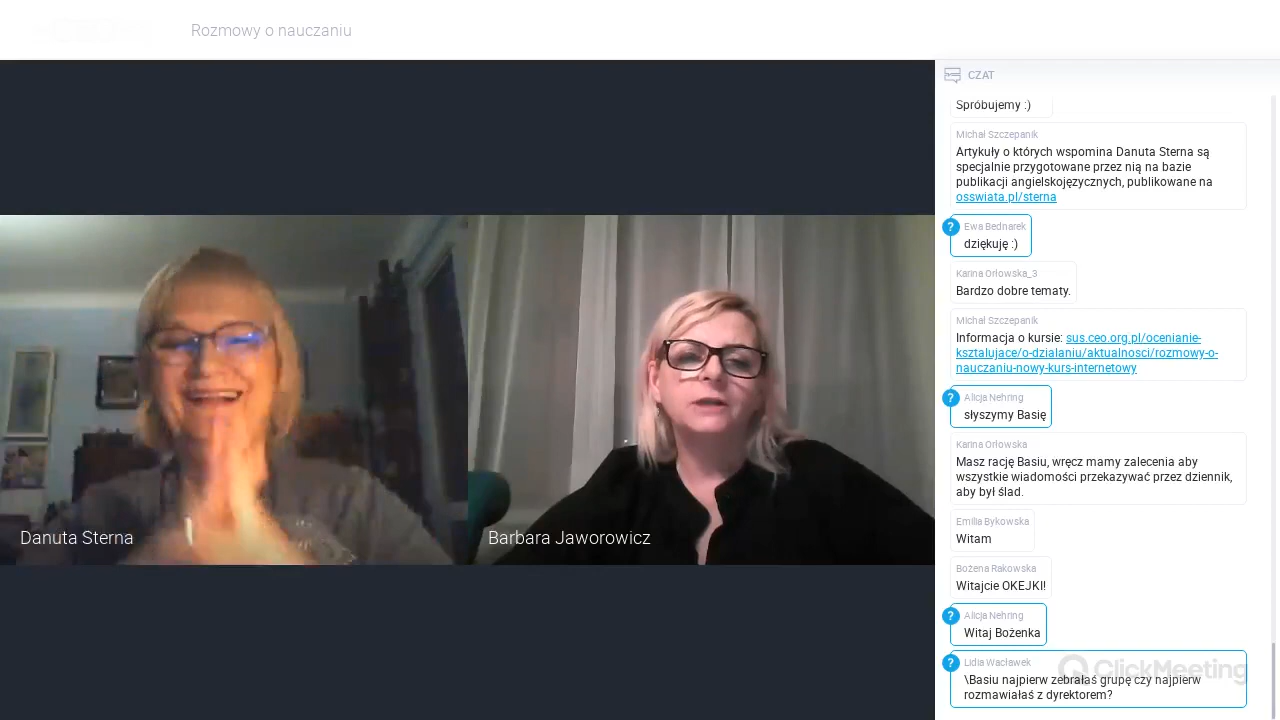 Rozmowy o nauczaniu
CZAT
Spróbujemy :)
Michał Szczepanik
Artykuły o których wspomina Danuta Sterna są
specjalnie przygotowane przez nią na bazie
publikacji angielskojęzycznych, publikowane na
osswiata.pl/sterna
?
Ewa Bednarek
dziękuję :)
Karina Orłowska_3
Bardzo dobre tematy.
Michał Szczepanik
Informacja o kursie: sus.ceo.org.pl/ocenianie-
ksztalujace/o-dzialaniu/aktualnosci/rozmowy-o-
nauczaniu-nowy-kurs-internetowy
?
Alicja Nehring
słyszymy Basię
Karina Orłowska
Masz rację Basiu, wręcz mamy zalecenia aby
wszystkie wiadomości przekazywać przez dziennik,
aby był ślad.
Emilia Bykowska
Witam
Bożena Rakowska
Witajcie OKEJKI!
?
Alicja Nehring
Witaj Bożenka
?
Lidia Wacławek
\Basiu najpierw zebrałaś grupę czy najpierw
rozmawiałaś z dyrektorem?
ClickMeeting
Danuta Sterna
Barbara Jaworowicz